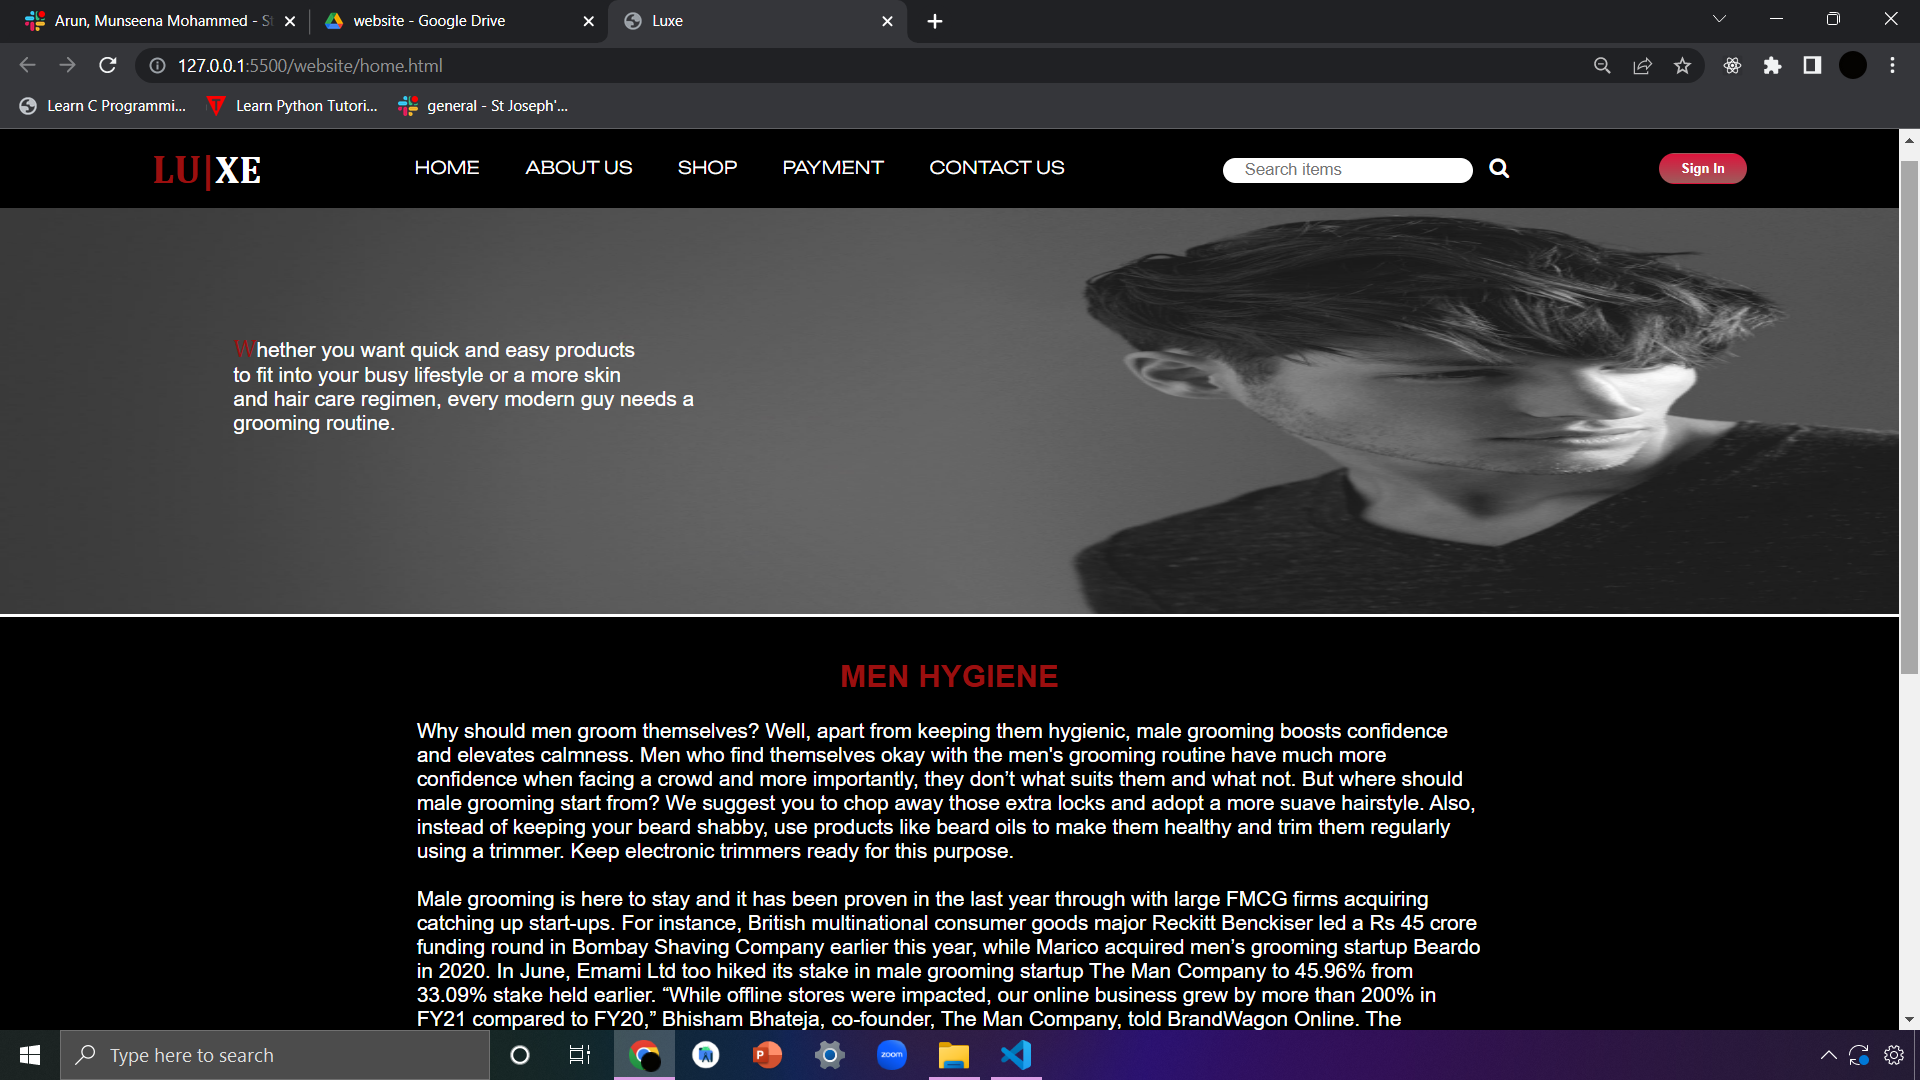 Arun, Munseena Mohammed - St
website - Google Drive
Luxe
127.0.0.1:5500/website/home.html
Learn C Programmi...
Learn Python Tutori...
general - St Joseph'...
LU|XE
HOME
ABOUT US
SHOP
PAYMENT
CONTACT US
Search items
Sign In
Whether you want quick and easy products
to fit into your busy lifestyle or a more skin
and hair care regimen, every modern guy needs a
grooming routine.
MEN HYGIENE
Why should men groom themselves? Well, apart from keeping them hygienic, male grooming boosts confidence
and elevates calmness. Men who find themselves okay with the men's grooming routine have much more
confidence when facing a crowd and more importantly, they don’t what suits them and what not. But where should
male grooming start from? We suggest you to chop away those extra locks and adopt a more suave hairstyle. Also,
instead of keeping your beard shabby, use products like beard oils to make them healthy and trim them regularly
using a trimmer. Keep electronic trimmers ready for this purpose.
Male grooming is here to stay and it has been proven in the last year through with large FMCG firms acquiring
catching up start-ups. For instance, British multinational consumer goods major Reckitt Benckiser led a Rs 45 crore
funding round in Bombay Shaving Company earlier this year, while Marico acquired men’s grooming startup Beardo
in 2020. In June, Emami Ltd too hiked its stake in male grooming startup The Man Company to 45.96% from
33.09% stake held earlier. “While offline stores were impacted, our online business grew by more than 200% in
FY21 compared to FY20,” Bhisham Bhateja, co-founder, The Man Company, told BrandWagon Online. The
Type here to search
zoom